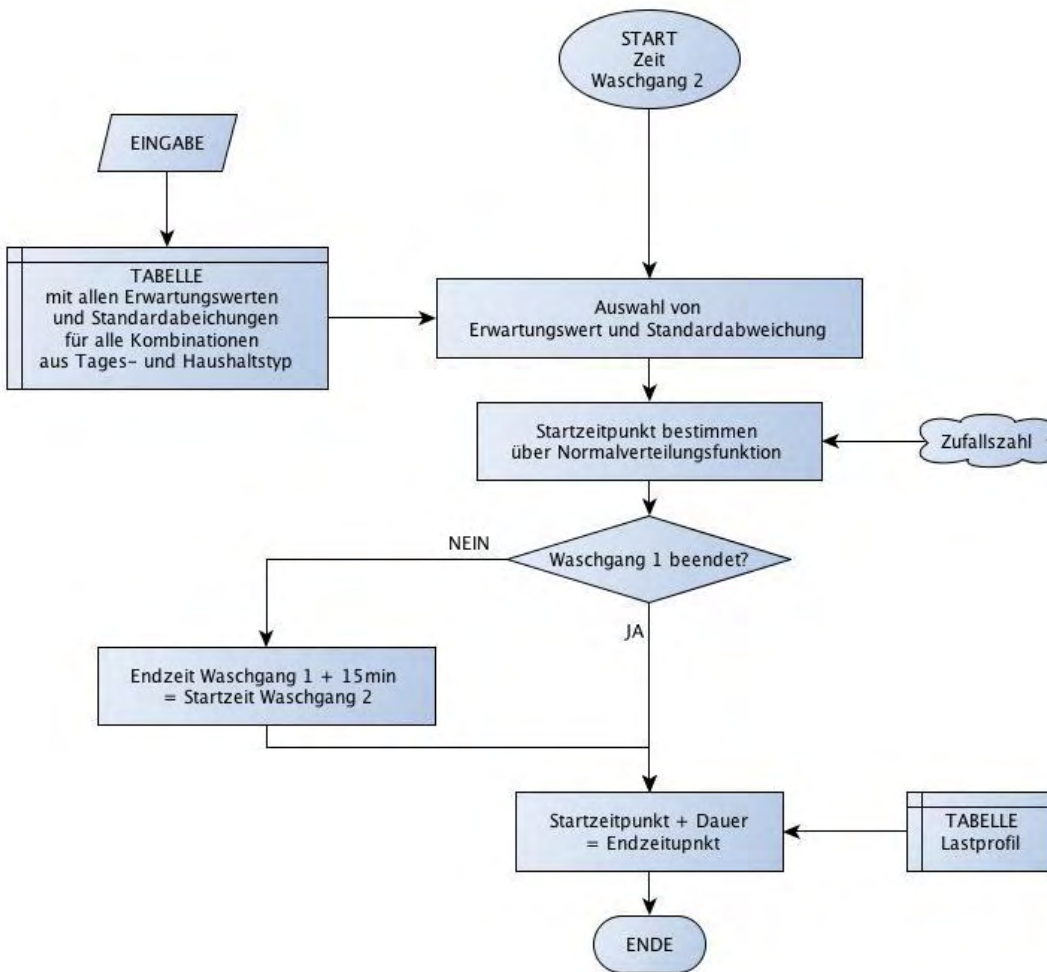 START
Zeit
Waschgang 2
EINGABE
TABELLE
mit allen Erwartungswerten
und Standardabeichungen
für alle Kombinationen
aus Tages- und Haushaltstyp
Auswahl von
Erwartungswert und Standardabweichung
Startzeitpunkt bestimmen
über Normalverteilungsfunktion
Zufallszahl
Waschgang 1 beendet?
NEIN
JA
Endzeit Waschgang 1 + 15min
= Startzeit Waschgang 2
Startzeitpunkt + Dauer
= Endzeitupnkt
TABELLE
Lastprofil
ENDE